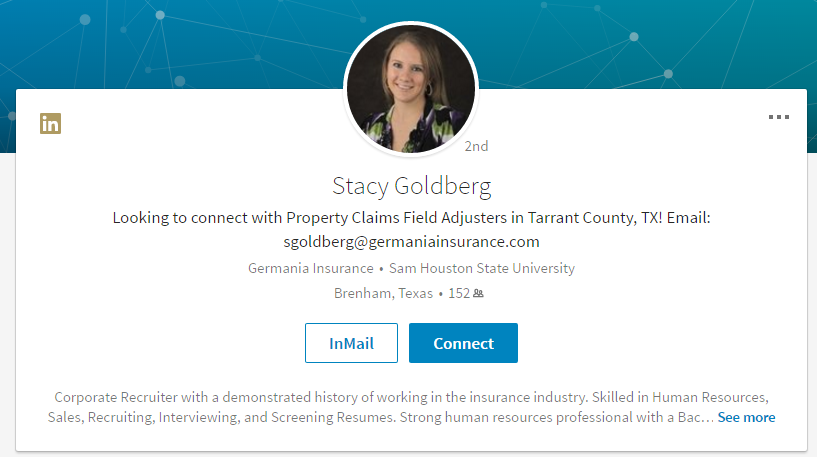 in
2nd
Stacy Goldberg
Looking to connect with Property Claims Field Adjusters in Tarrant County, TX! Email:
sgoldberg@germaniainsurance.com
Germania Insurance • Sam Houston State University
Brenham, Texas • 152
InMail
Connect
Corporate Recruiter with a demonstrated history of working in the insurance industry. Skilled in Human Resources,
Sales, Recruiting, Interviewing, and Screening Resumes. Strong human resources professional with a Bac… See more